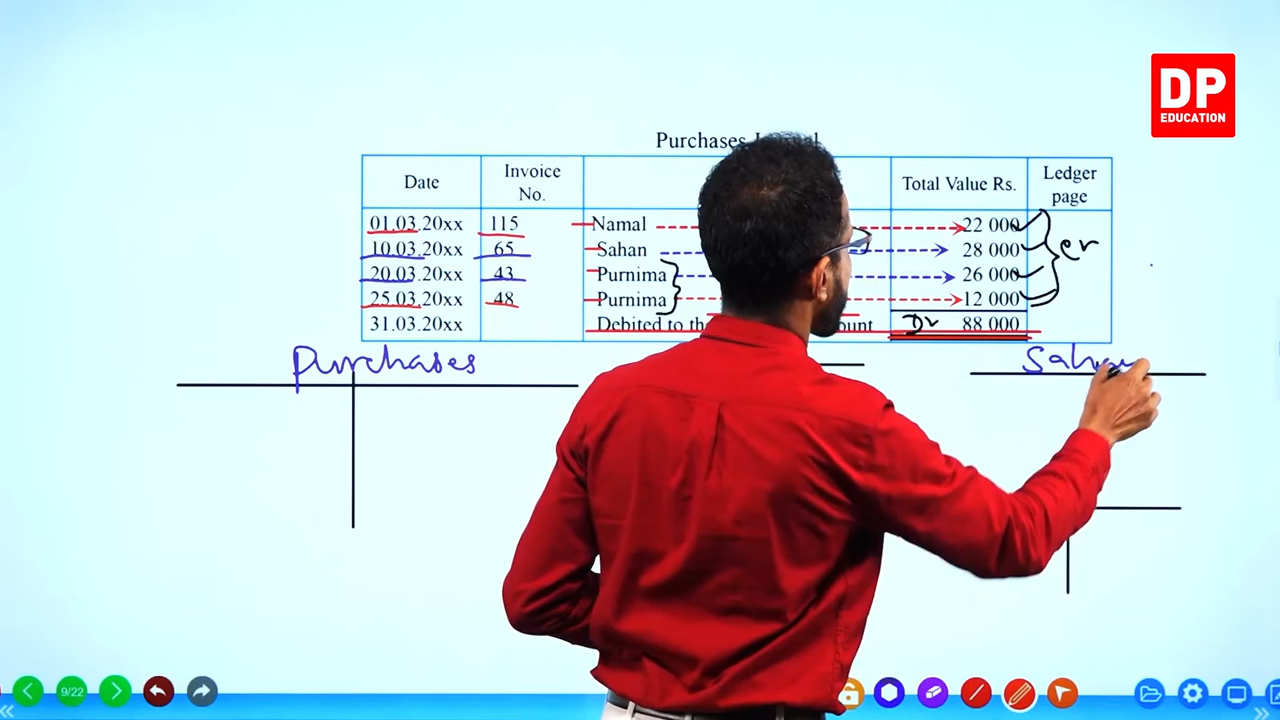 DP
EDUCATION
Purchases
Date Invoice No. Total Value Rs. Ledger page
01.03.20xx 115 Namal 22 000
10.03.20xx 65 Sahan 28 000
20.03.20xx 43 Purnima 26 000
25.03.20xx 48 Purnima 12 000
31.03.20xx Debited to Dr 88 000
Cr
Purchases
Sahan
9/22